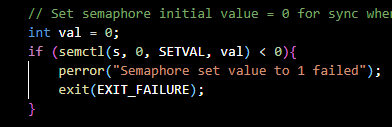 // Set semaphore initial value = 0 for sync
int val = 0;
if (semctl(s, 0, SETVAL, val) < 0){
perror("Semaphore set value to 1 failed");
exit(EXIT_FAILURE);
}